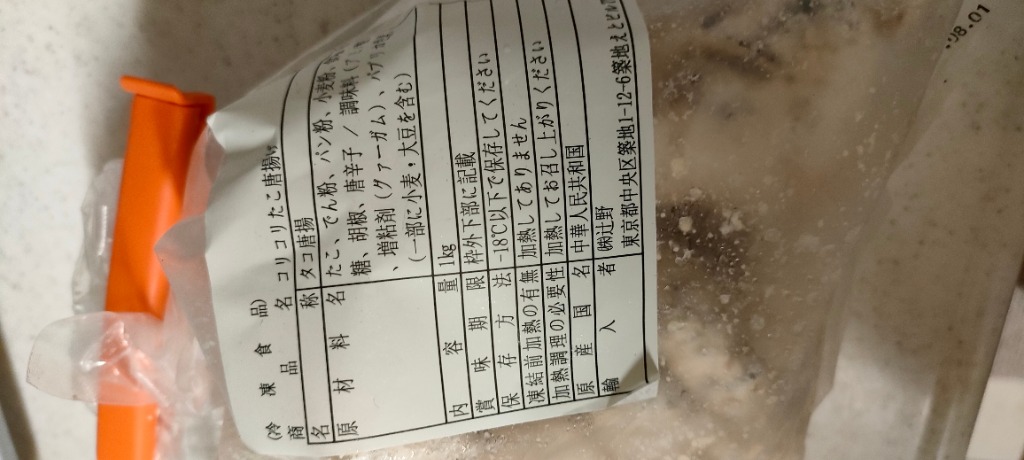 (冷凍食品)
商品名 コリコリたこ唐揚
名称 タコ唐揚
原材料名 たこ、でん粉、パン粉、小麦粉、
糖、胡椒、唐辛子 / 調味料(ア
、増粘剤(グァーガム)、
(一部に小麦・大豆を含む)
内容量 1kg
賞味期限 枠外下部に記載
保存方法 -18℃以下で保存してください
凍結前加熱の有無 加熱してありません
加熱調理の必要性 加熱してお召し上がりください
原産国名 中華人民共和国
輸入者 ㈱辻野
東京都中央区築地1-12-6築地えとビル
.08.01